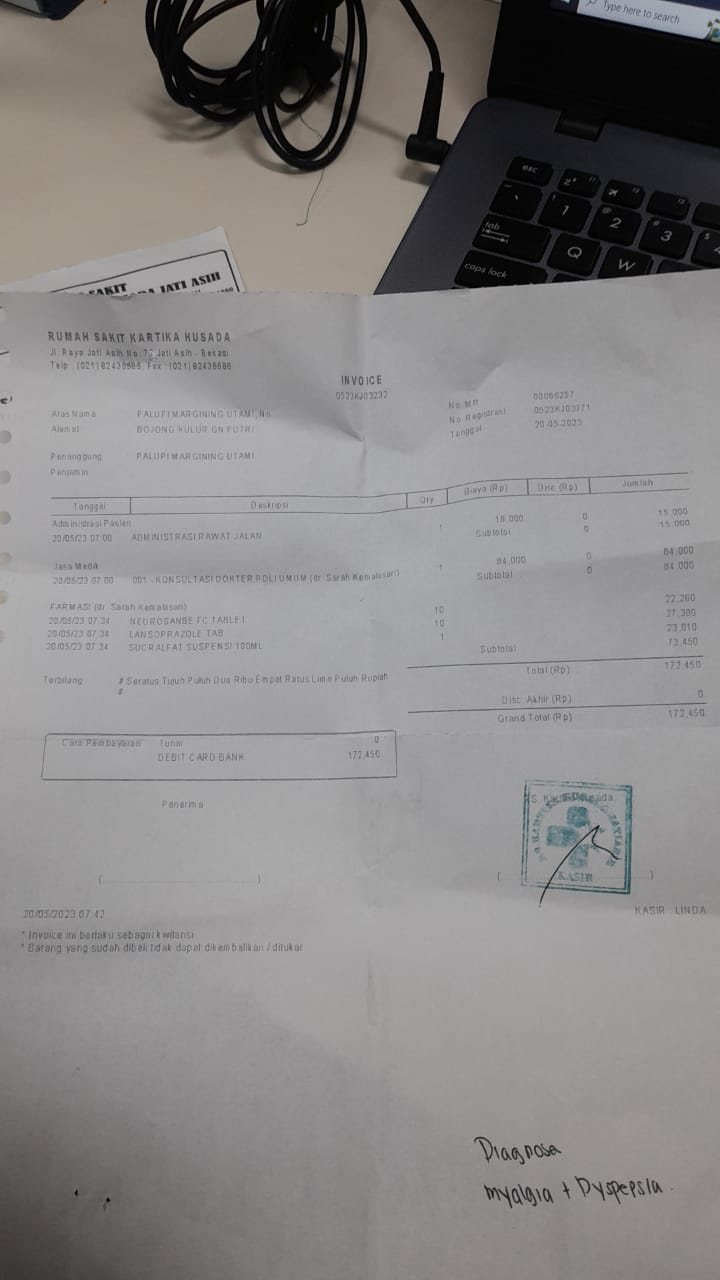 Type here to search
esc
tab
caps lock
1
2
3
Q
W
SAKIT
JATI ASIH
RUMAH SAKIT KARTIKA HUSADA
Jl. Raya Jati Asih No. 72 Jati Asih - Bekasi
Telp : (021) Fax : (021)
INVOICE
0523KJ03232
Atas Nama PALUPI MARGINING UTAMI, Nn No. MR 00066257
Alamat BOJONG KULUR GN PUTRI No. Registrasi 0523KJ03771
Tanggal 20-05-2023
Penanggung PALUPI MARGINING UTAMI
Penjamin
Tanggal Deskripsi Qty Biaya (Rp) Disc (Rp) Jumlah
Administrasi Pasien
20/05/23 07:00 ADMINISTRASI RAWAT JALAN 1 15,000 0 15,000
Subtotal 0 15,000
Jasa Medik
20/05/23 07:00 001 - KONSULTASI DOKTER POLI UMUM (dr. Sarah Kemalasari) 1 84,000 0 84,000
Subtotal 0 84,000
FARMASI (dr. Sarah Kemalasari)
20/05/23 07:34 NEUROSANBE FC TABLET 10 22,260
20/05/23 07:34 LANSOPRAZOLE TAB 10 27,380
20/05/23 07:34 SUCRALFAT SUSPENSI 100ML 1 23,810
Subtotal 73,450
Total (Rp) 172,450
Terbilang # Seratus Tujuh Puluh Dua Ribu Empat Ratus Lima Puluh Rupiah
#
Disc. Akhir (Rp) 0
Grand Total (Rp) 172,450
Cara Pembayaran Tunai 0
DEBIT CARD BANK 172,450
Penerima
KASIR
KASIR : LINDA
20/05/2023 07:42
* Invoice ini berlaku sebagai kwitansi
* Barang yang sudah dibeli tidak dapat dikembalikan / ditukar
Diagnosa
myalgia + Dyspepsia.